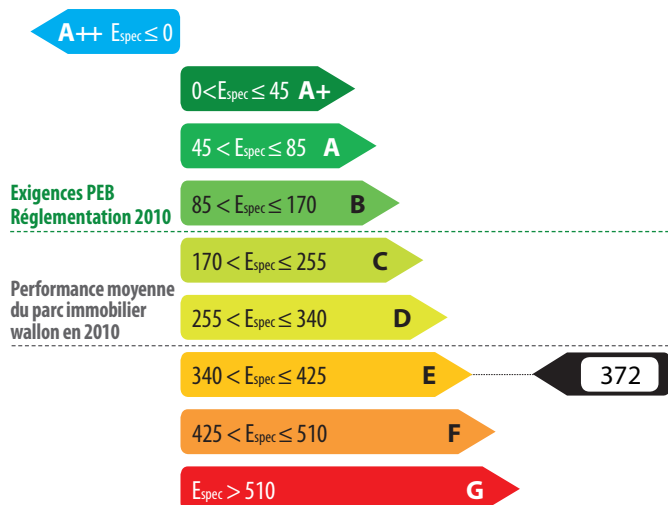 A++ Espec ≤ 0
0<Espec ≤ 45 A+
45 < Espec ≤ 85 A
Exigences PEB
Réglementation 2010
85 < Espec ≤ 170 B
170 < Espec ≤ 255 C
Performance moyenne
du parc immobilier
wallon en 2010
255 < Espec ≤ 340 D
340 < Espec ≤ 425 E
372
425 < Espec ≤ 510 F
Espec > 510 G